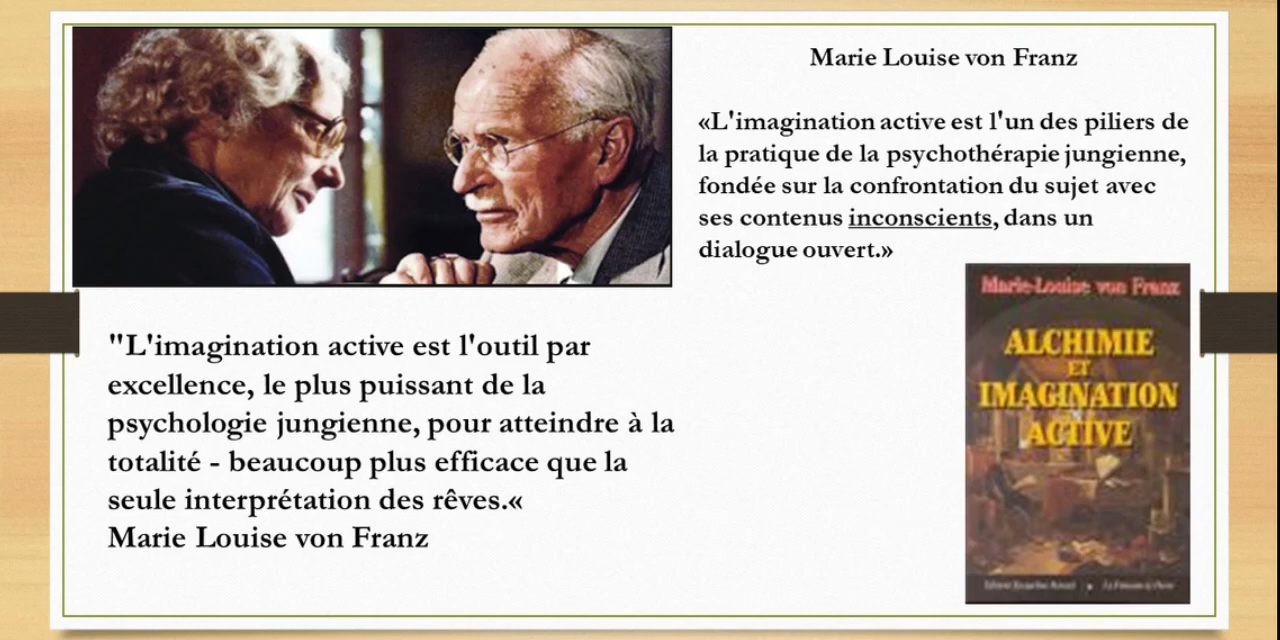 Marie Louise von Franz
«L'imagination active est l'un des piliers de
la pratique de la psychothérapie jungienne,
fondée sur la confrontation du sujet avec
ses contenus inconscients, dans un
dialogue ouvert.»
"L'imagination active est l'outil par
excellence, le plus puissant de la
psychologie jungienne, pour atteindre à la
totalité - beaucoup plus efficace que la
seule interprétation des rêves.«
Marie Louise von Franz
Marie-Louise von Franz
ALCHIMIE
ET
IMAGINATION
ACTIVE